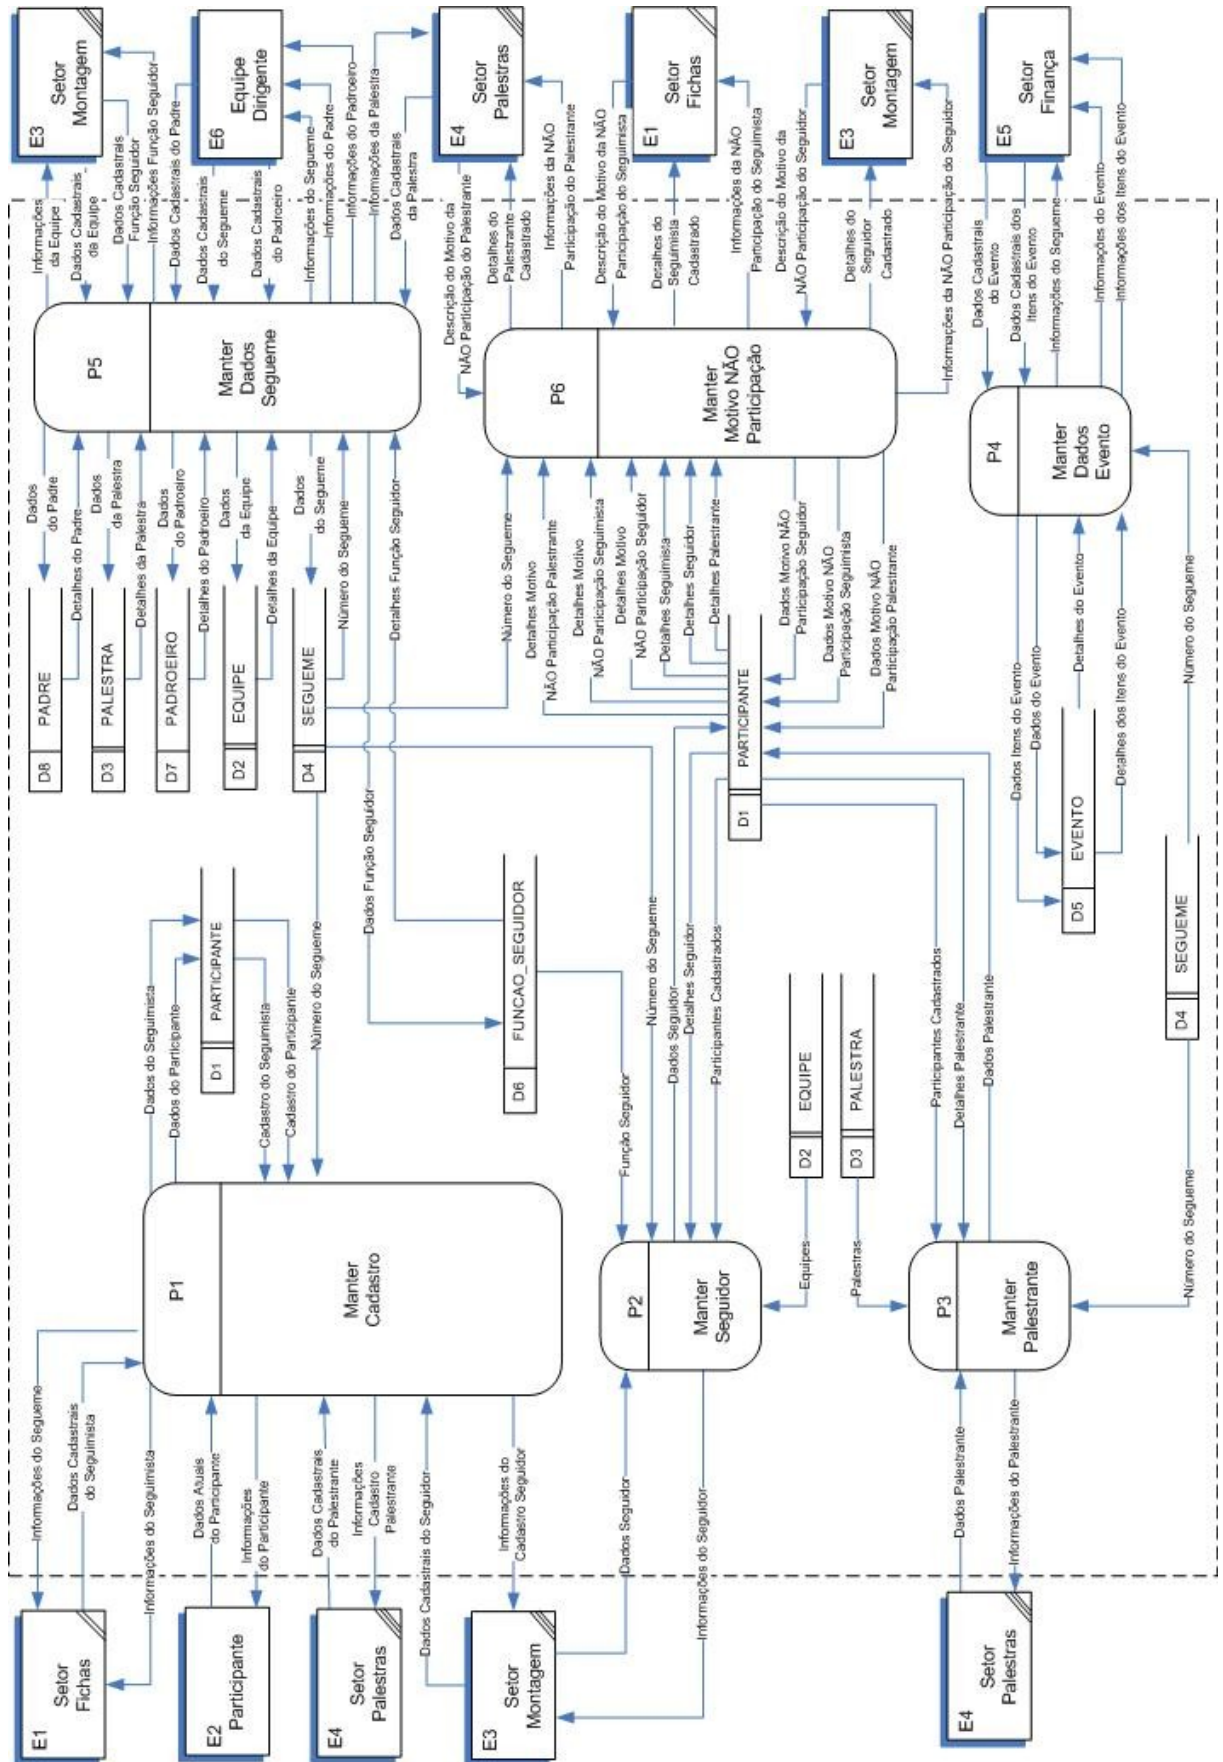 E1
Setor
Fichas
E2
Participante
E4
Setor
Palestras
E3
Setor
Montagem
E4
Setor
Palestras
Informações do Segueme
Dados Cadastrais
do Seguimista
Informações do Seguimista
Dados Atuais
do Participante
Informações
do Participante
Dados Cadastrais
do Palestrante
Informações
Cadastro
Palestrante
Dados Cadastrais do Seguidor
Informações do
Cadastro Seguidor
Dados Seguidor
Informações do Seguidor
Dados Palestrante
Informações do Palestrante
P1
Manter
Cadastro
P2
Manter
Seguidor
P3
Manter
Palestrante
Dados do Seguimista
Dados do Participante
D1
PARTICIPANTE
Cadastro do Seguimista
Cadastro do Participante
Número do Segueme
Dados Função Seguidor
D6
FUNCAO_SEGUIDOR
Função Seguidor
Número do Segueme
Dados Seguidor
Detalhes Seguidor
Participantes Cadastrados
D2
EQUIPE
Equipes
D3
PALESTRA
Palestras
Participantes Cadastrados
Detalhes Palestrante
Dados Palestrante
Número do Segueme
D4
SEGUEME
Número do Segueme
D8
PADRE
D3
PALESTRA
D7
PADROEIRO
D2
EQUIPE
D4
SEGUEME
Dados
do Padre
Detalhes do Padre
Dados
da Palestra
Detalhes da Palestra
Dados
do Padroeiro
Detalhes do Padroeiro
Dados
da Equipe
Detalhes da Equipe
Dados
do Segueme
Número do Segueme
Detalhes Função Seguidor
Número do Segueme
Detalhes Motivo
NÃO Participação Palestrante
Detalhes Motivo
NÃO Participação Seguimista
Detalhes Motivo
NÃO Participação Seguidor
Detalhes Seguimista
Detalhes Seguidor
Detalhes Palestrante
D1
PARTICIPANTE
Dados Motivo NÃO
Participação Seguidor
Dados Motivo NÃO
Participação Seguimista
Dados Motivo NÃO
Participação Palestrante
Dados Itens do Evento
Dados do Evento
D5
EVENTO
Detalhes do Evento
Detalhes dos Itens do Evento
P5
Manter
Dados
Segueme
P6
Manter
Motivo NÃO
Participação
P4
Manter
Dados
Evento
Informações
da Equipe
Dados Cadastrais
da Equipe
Dados Cadastrais
Função Seguidor
Informações Função Seguidor
Dados Cadastrais do Padre
Dados Cadastrais
do Segueme
Dados Cadastrais
do Padroeiro
Informações do Segueme
Informações do Padre
Informações do Padroeiro
Informações da Palestra
Dados Cadastrais
da Palestra
Descrição do Motivo da
NÃO Participação do Palestrante
Detalhes do
Palestrante
Cadastrado
Informações da NÃO
Participação do Palestrante
Descrição do Motivo da NÃO
Participação do Seguimista
Detalhes do
Seguimista
Cadastrado
Informações da NÃO
Participação do Seguimista
Descrição do Motivo da
NÃO Participação do Seguidor
Detalhes do
Seguidor
Cadastrado
Informações da NÃO Participação do Seguidor
Dados Cadastrais
do Evento
Dados Cadastrais dos
Itens do Evento
Informações do Segueme
Informações do Evento
Informações dos Itens do Evento
E3
Setor
Montagem
E6
Equipe
Dirigente
E4
Setor
Palestras
E1
Setor
Fichas
E3
Setor
Montagem
E5
Setor
Finança